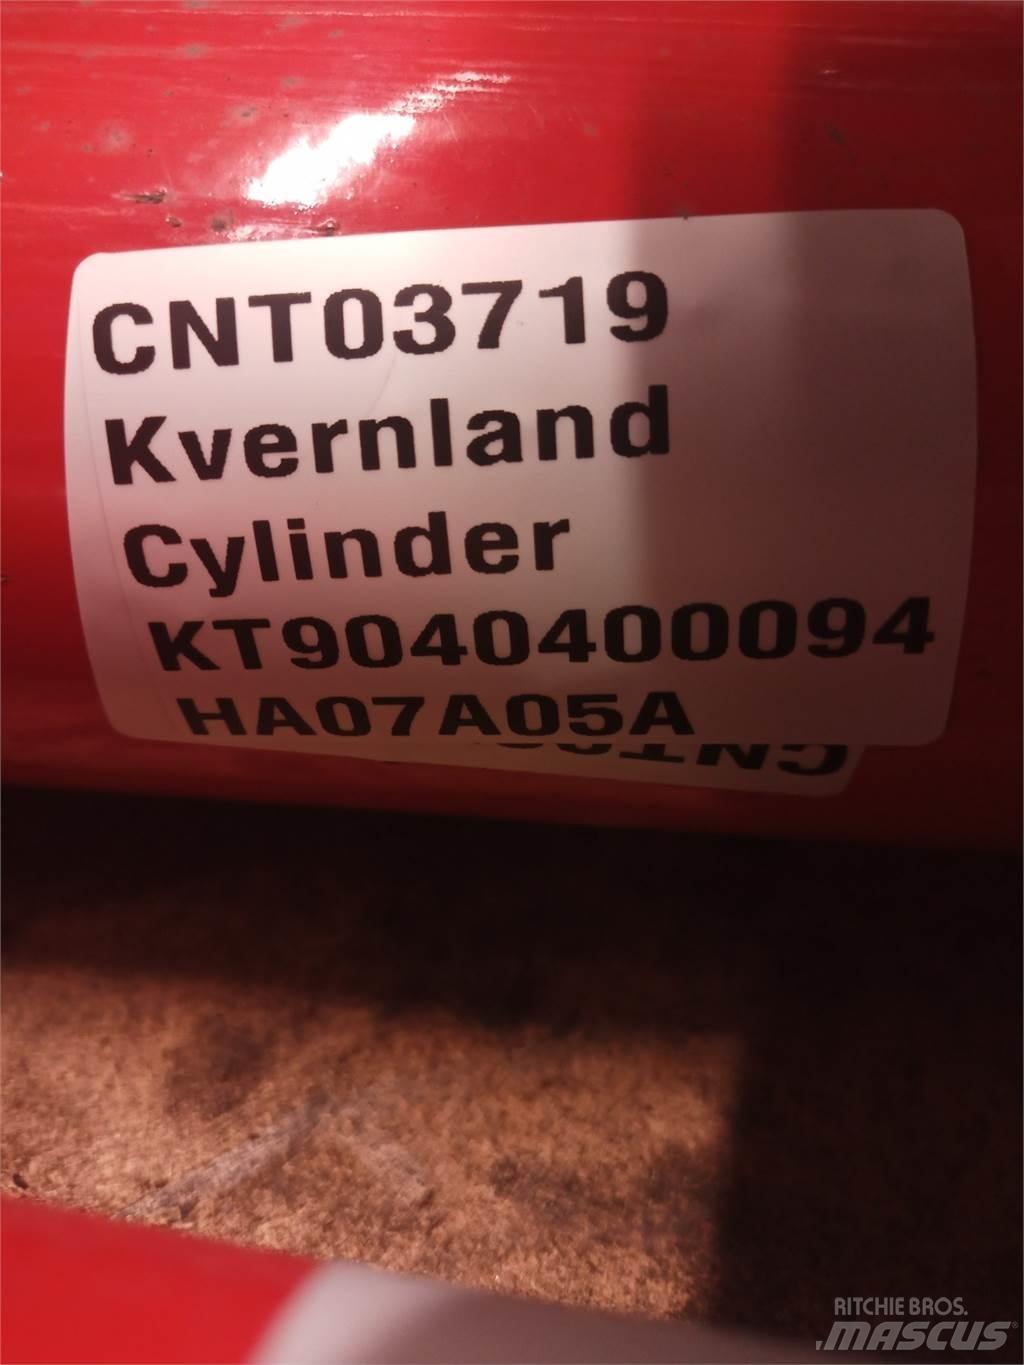 CNT03719
Kvernland
Cylinder
KT9040400094
HA07A05A
RITCHIE BROS.
MASCUS